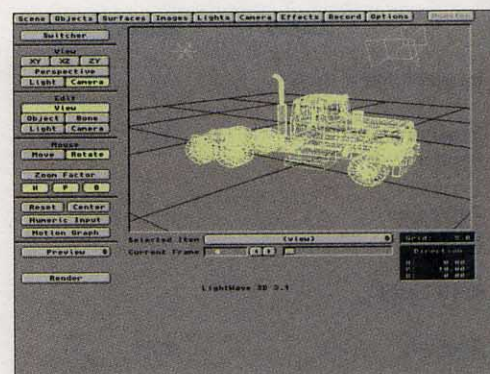 Scene Objects Surfaces Images Lights Camera Effects Record Options
Switcher
View
XY XZ ZY
Perspective
Light Camera
Edit
View
Object Bone
Light Camera
Mouse
Move Rotate
Zoom Factor
H P B
Reset Center
Numeric Input
Motion Graph
Preview
Render
Selected Item (view)
Current Frame
Grid:
Direction
LightWave 3D 3.1